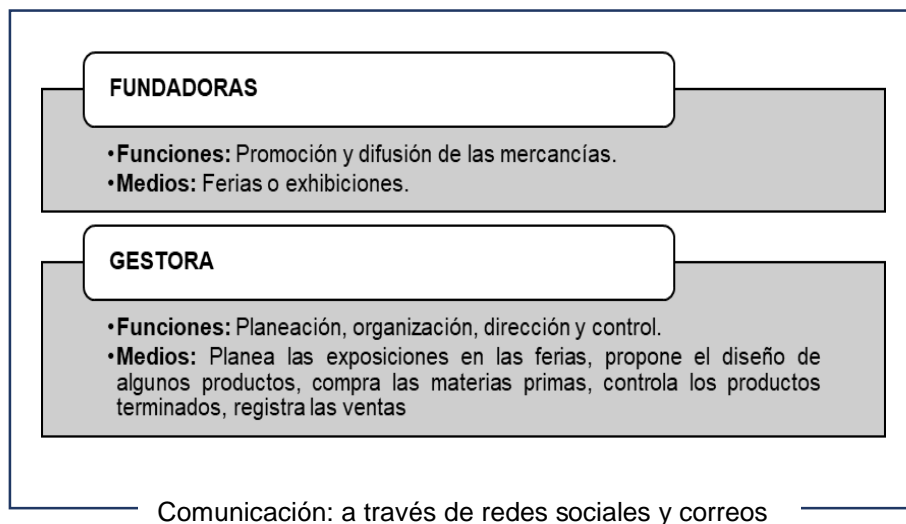 FUNDADORAS
•Funciones: Promoción y difusión de las mercancías.
•Medios: Ferias o exhibiciones.
GESTORA
•Funciones: Planeación, organización, dirección y control.
•Medios: Planea las exposiciones en las ferias, propone el diseño de
algunos productos, compra las materias primas, controla los productos
terminados, registra las ventas
Comunicación: a través de redes sociales y correos